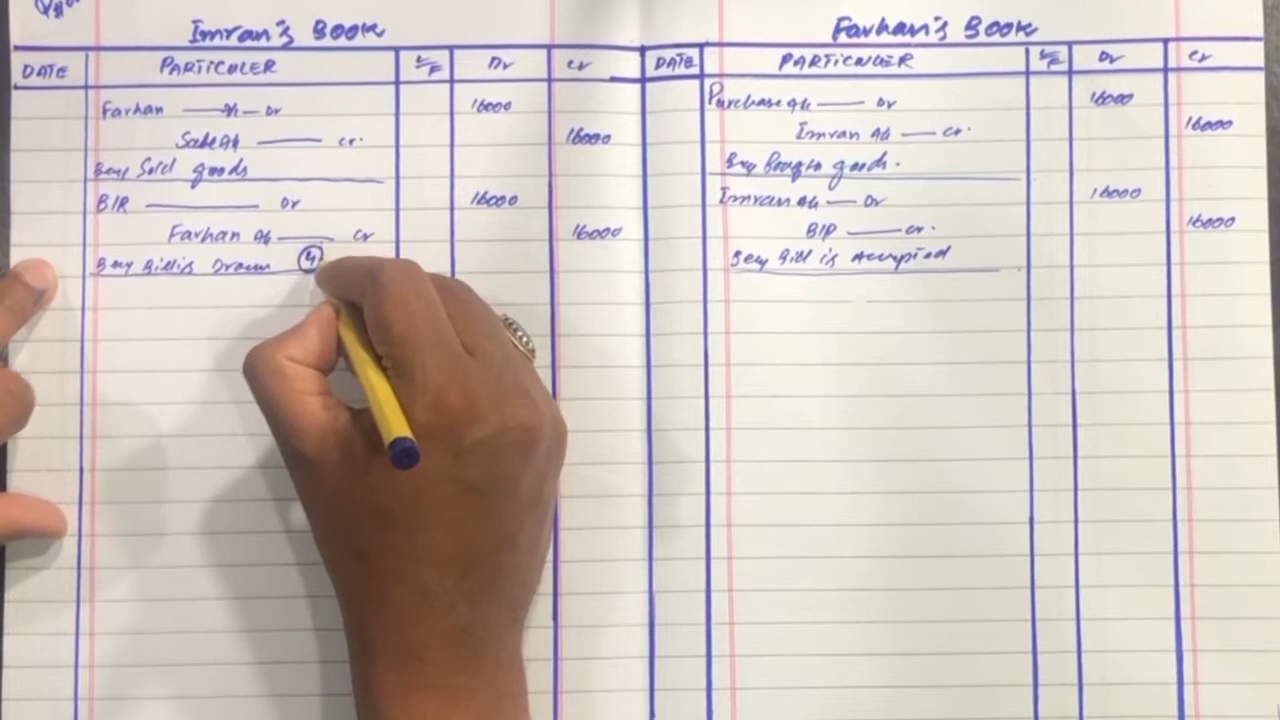 Imran's Book
DATE PARTICULER L/F Dr cr
Farhan A/c Dr 16000
Sale A/c cr. 16000
Being Sold goods
B/R Dr 16000
Farhan A/c cr 16000
Being Bill is Drawn 4
Farhan's Book
DATE PARTICULER L/F Dr cr
Purchase A/c Dr 16000
Imran A/c cr. 16000
Being Bought goods.
Imran A/c Dr 16000
B/P cr. 16000
Being Bill is Accepted